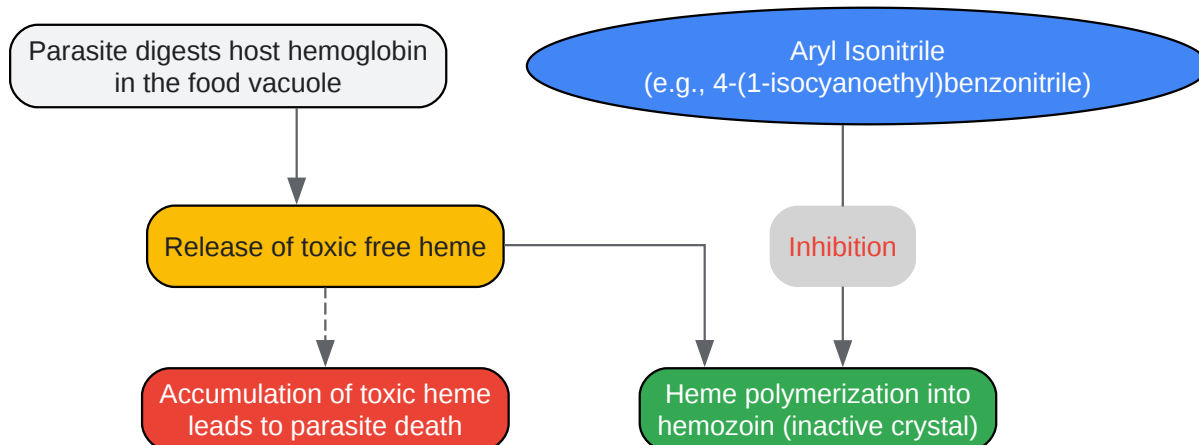 Parasite digests host hemoglobin
in the food vacuole
Aryl Isonitrile
(e.g., 4-(1-isocyanoethyl)benzonitrile)
Release of toxic free heme
Inhibition
Accumulation of toxic heme
leads to parasite death
Heme polymerization into
hemozoin (inactive crystal)